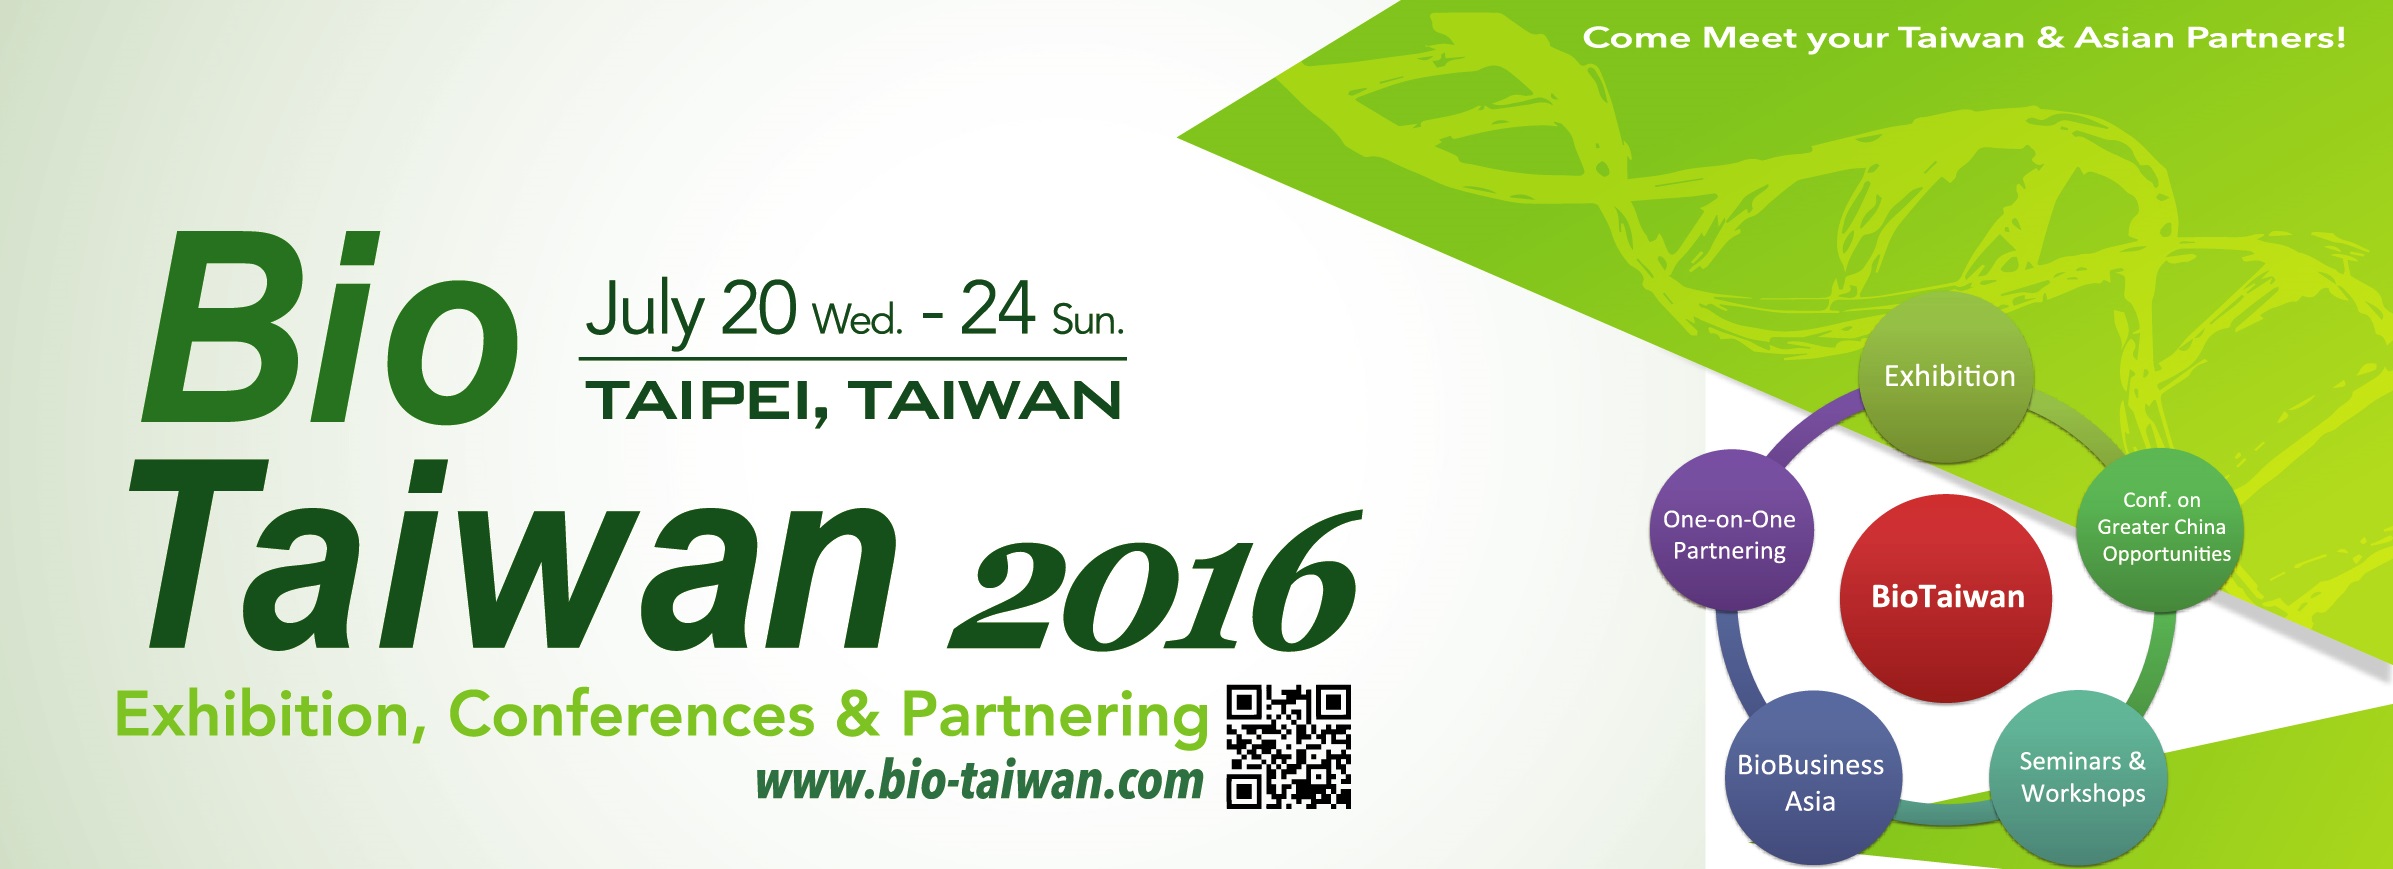 Come Meet your Taiwan & Asian Partners!
Bio
July 20 Wed. - 24 Sun.
TAIPEI, TAIWAN
Taiwan 2016
Exhibition, Conferences & Partnering
www.bio-taiwan.com
Exhibition
One-on-One
Partnering
Conf. on
Greater China
Opportunities
BioTaiwan
BioBusiness
Asia
Seminars &
Workshops